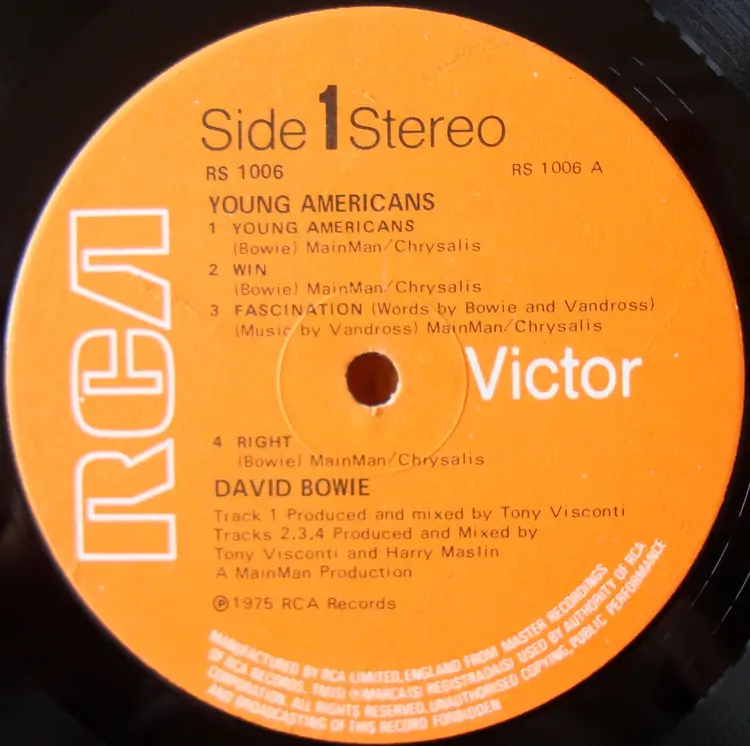 Side 1 Stereo
RS 1006
RS 1006 A
YOUNG AMERICANS
1 YOUNG AMERICANS
(Bowie) MainMan/Chrysalis
2 WIN
(Bowie) MainMan/Chrysalis
3 FASCINATION (Words by Bowie and Vandross)
(Music by Vandross) MainMan/Chrysalis
RCA
Victor
4 RIGHT
(Bowie) MainMan/Chrysalis
DAVID BOWIE
Track 1 Produced and mixed by Tony Visconti
Tracks 2.3.4 Produced and Mixed by
Tony Visconti and Harry Maslin
A MainMan Production
℗1975 RCA Records
MANUFACTURED BY RCA LIMITED, ENGLAND FROM MASTER RECORDINGS
OF RCA RECORDS. TM(S) ® MARCA(S) REGISTRADA(S) USED BY AUTHORITY OF RCA
CORPORATION. ALL RIGHTS RESERVED. UNAUTHORISED COPYING, PUBLIC PERFORMANCE
AND BROADCASTING OF THIS RECORD FORBIDDEN